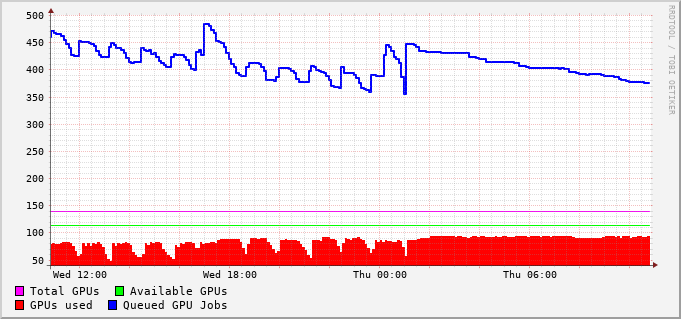 500
450
400
350
300
250
200
150
100
50
Wed 12:00 Wed 18:00 Thu 00:00 Thu 06:00
Total GPUs Available GPUs
GPUs used Queued GPU Jobs
RRDTOOL / TOBI OETIKER